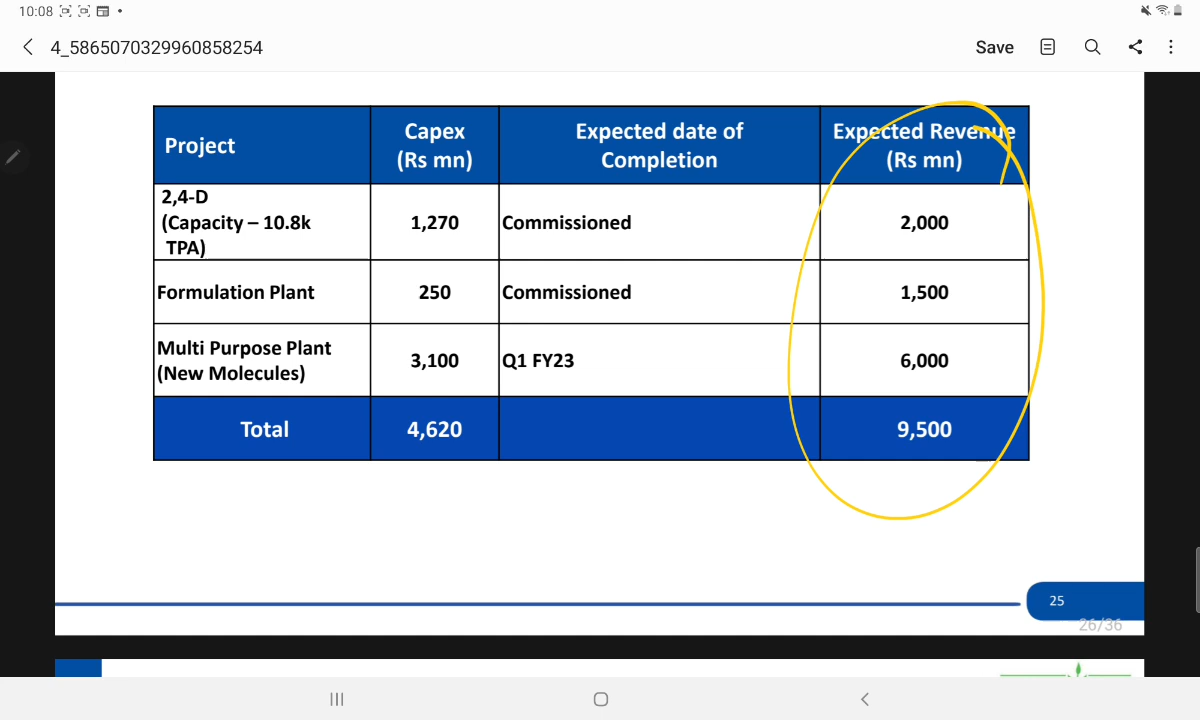 10:08
4_5865070329960858254
Save
Project
Capex
(Rs mn)
Expected date of
Completion
Expected Revenue
(Rs mn)
2,4-D
(Capacity – 10.8k
TPA)
1,270
Commissioned
2,000
Formulation Plant
250
Commissioned
1,500
Multi Purpose Plant
(New Molecules)
3,100
Q1 FY23
6,000
Total
4,620
9,500
25
26/36